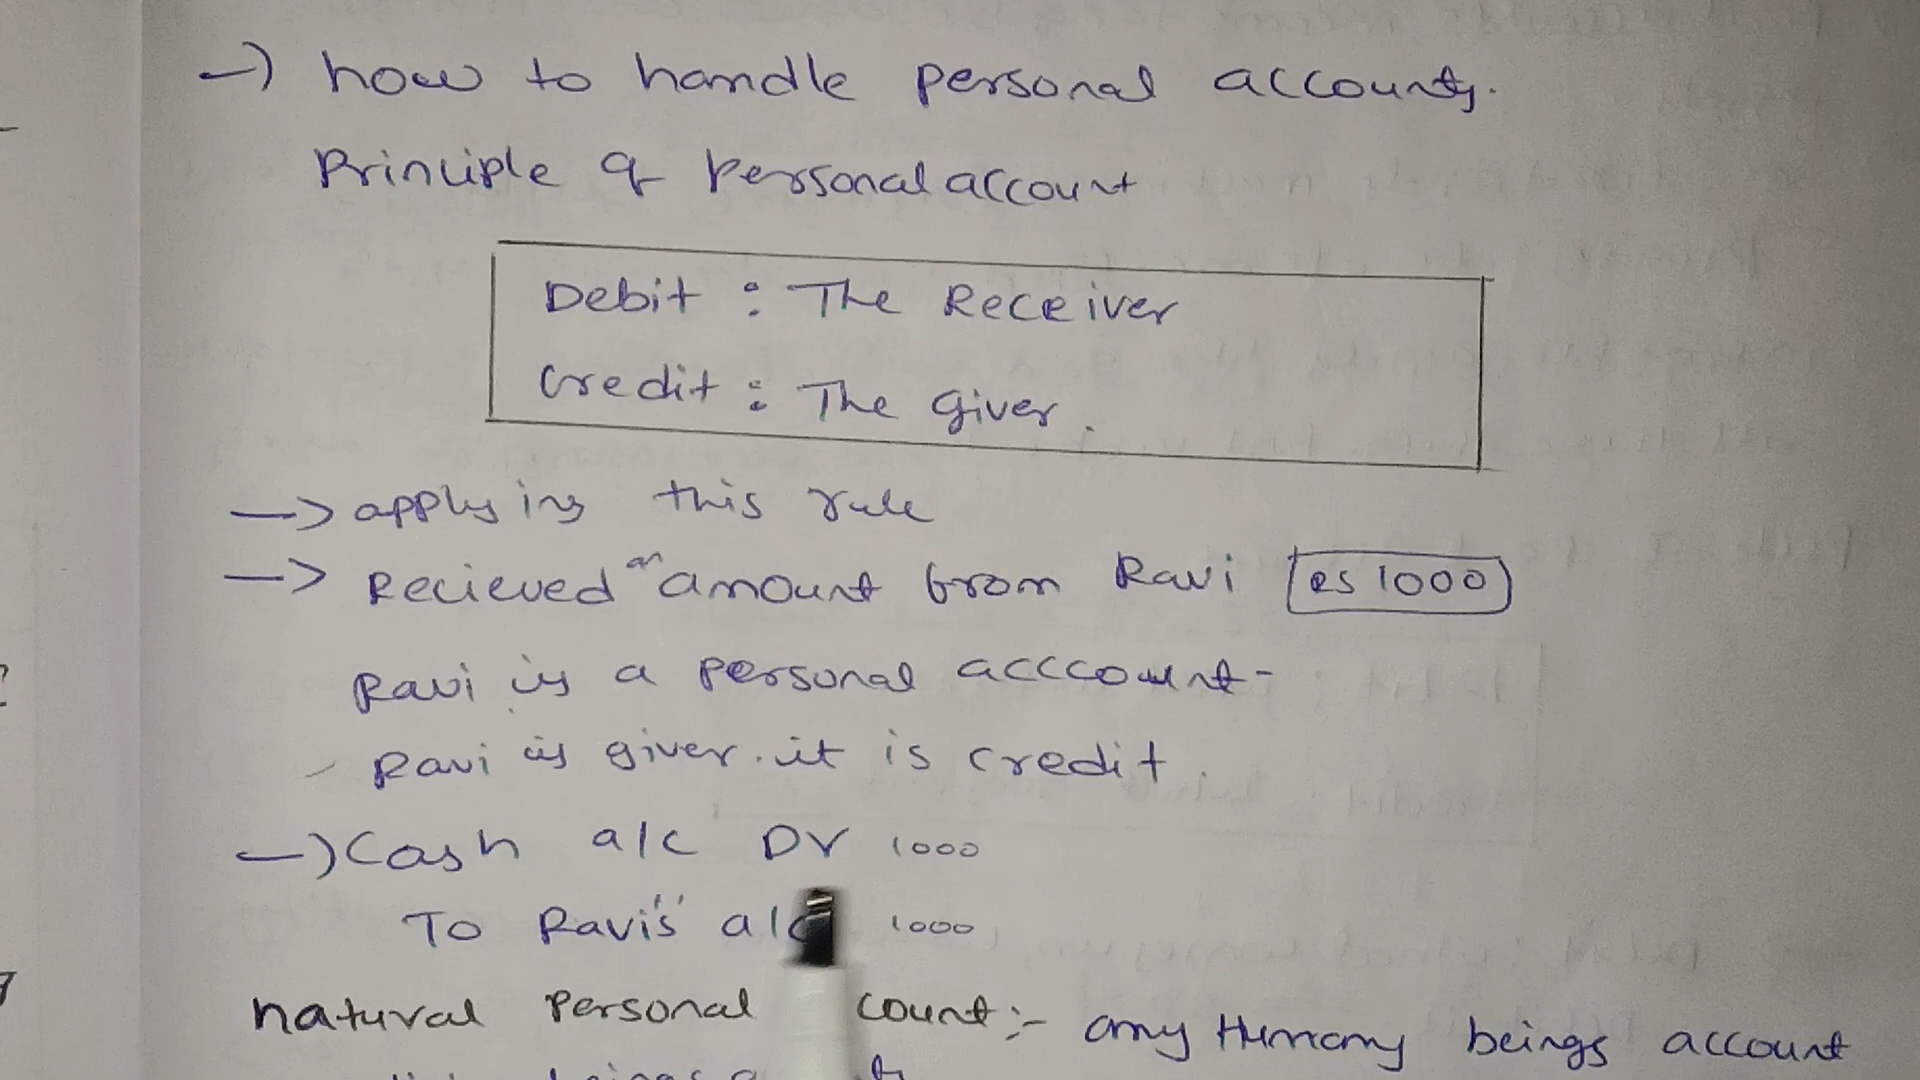 → how to handle personal accounts.
Principle of Personal account
Debit : The Receiver
Credit : The giver.
→ applying this rule
→ Recieved an amount from Ravi RS 1000
Ravi is a personal acccount-
Ravi is giver. it is credit.
→ Cash a/c Dr 1000
To Ravi's' a/c 1000
natural Personal count :- any Humany beings account